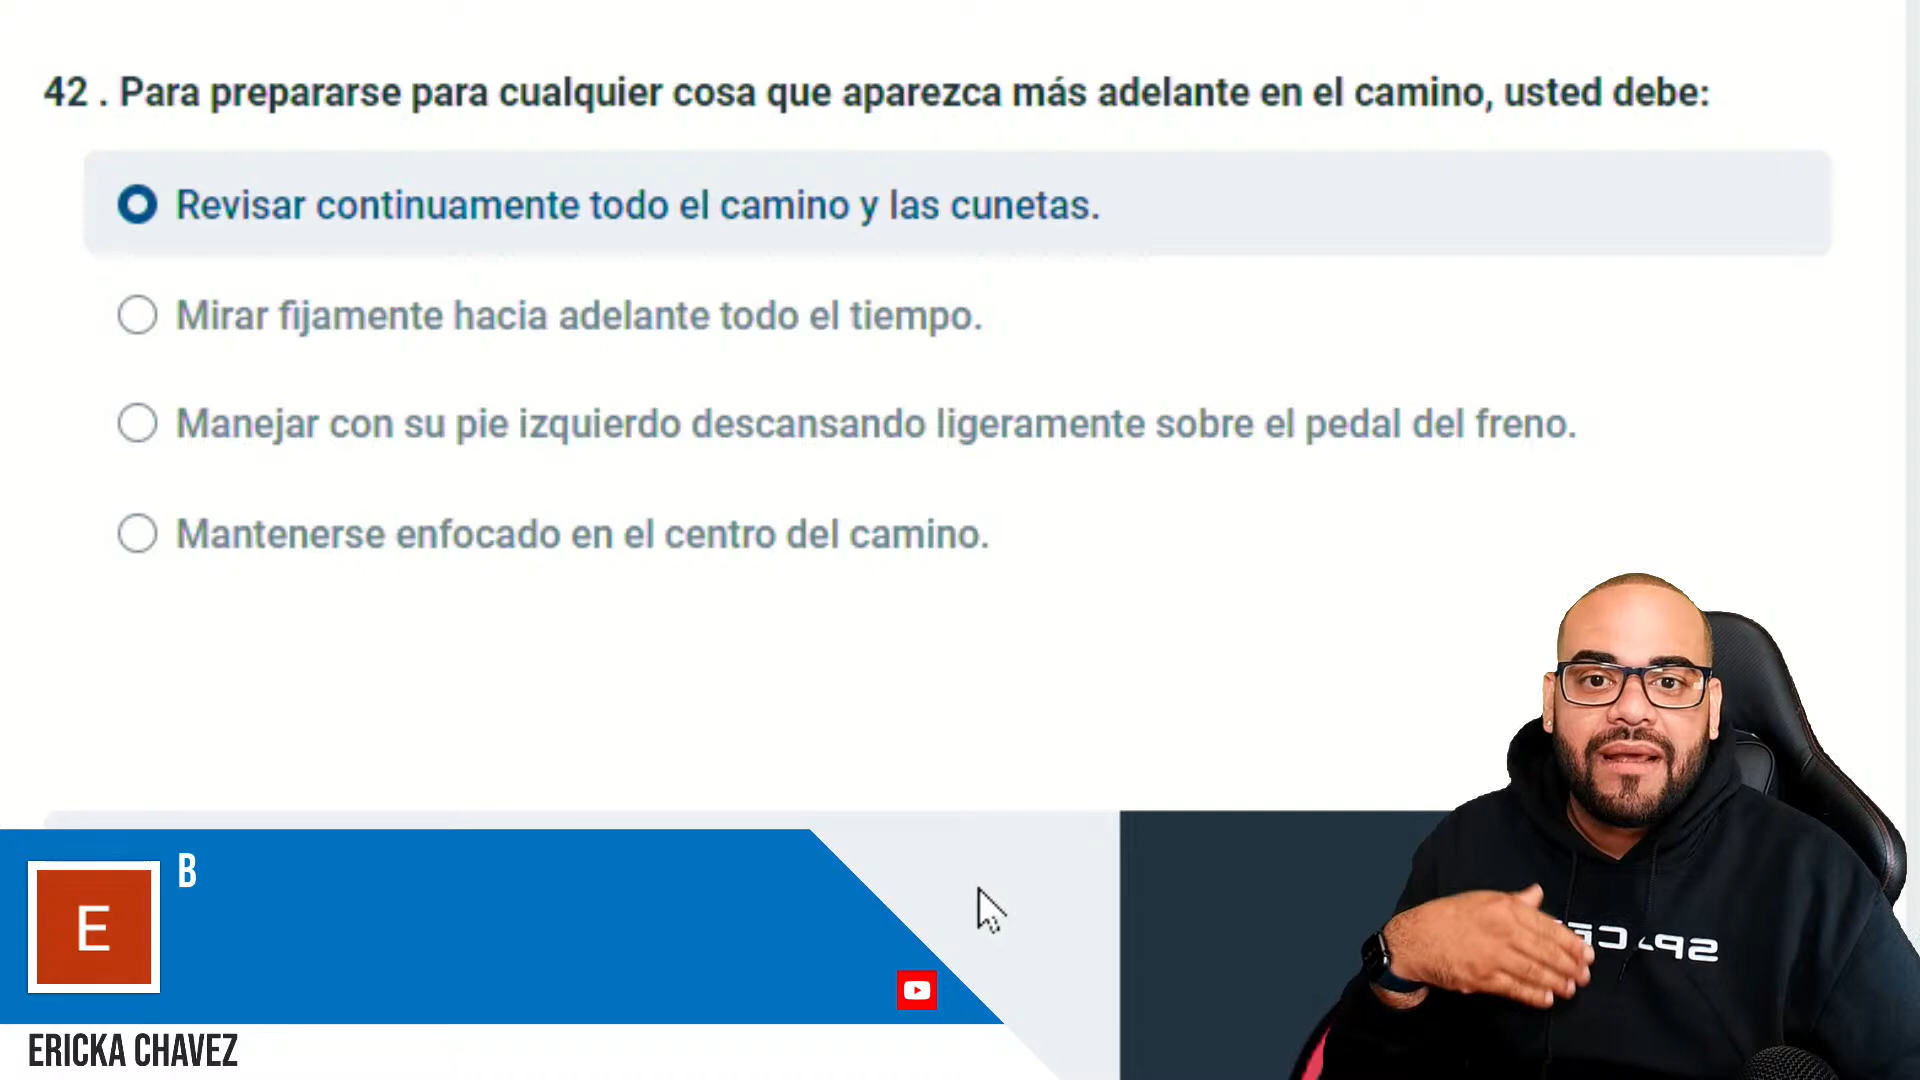 42 . Para prepararse para cualquier cosa que aparezca más adelante en el camino, usted debe:
Revisar continuamente todo el camino y las cunetas.
Mirar fijamente hacia adelante todo el tiempo.
Manejar con su pie izquierdo descansando ligeramente sobre el pedal del freno.
Mantenerse enfocado en el centro del camino.
B
E
ERICKA CHAVEZ